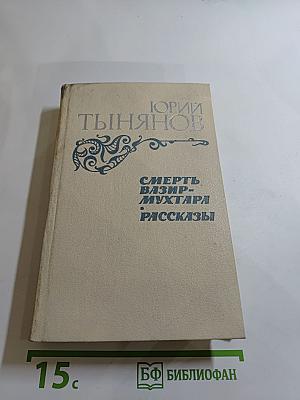 ЮРИЙ
ТЫНЯНОВ
СМЕРТЬ
ВАЗИР-
МУХТАРА
•
РАССКАЗЫ
15с
БФ БИБЛИОФАН